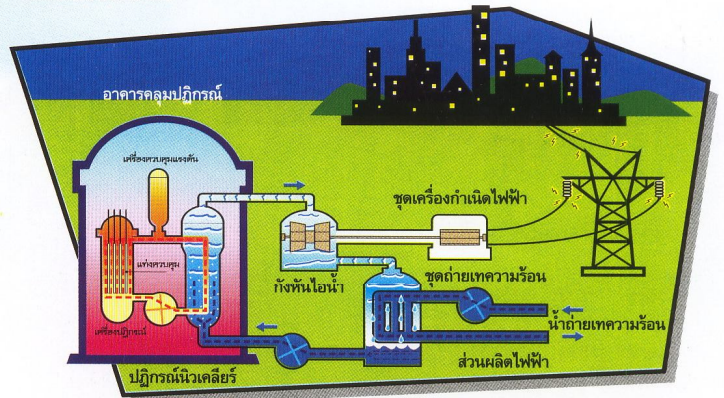 อาคารคลุมปฏิกรณ์
เครื่องควบคุมแรงดัน
ชุดเครื่องกำเนิดไฟฟ้า
แท่งควบคุม
กังหันไอน้ำ
ชุดถ่ายเทความร้อน
เครื่องปฏิกรณ์
น้ำถ่ายเทความร้อน
ปฏิกรณ์นิวเคลียร์
ส่วนผลิตไฟฟ้า